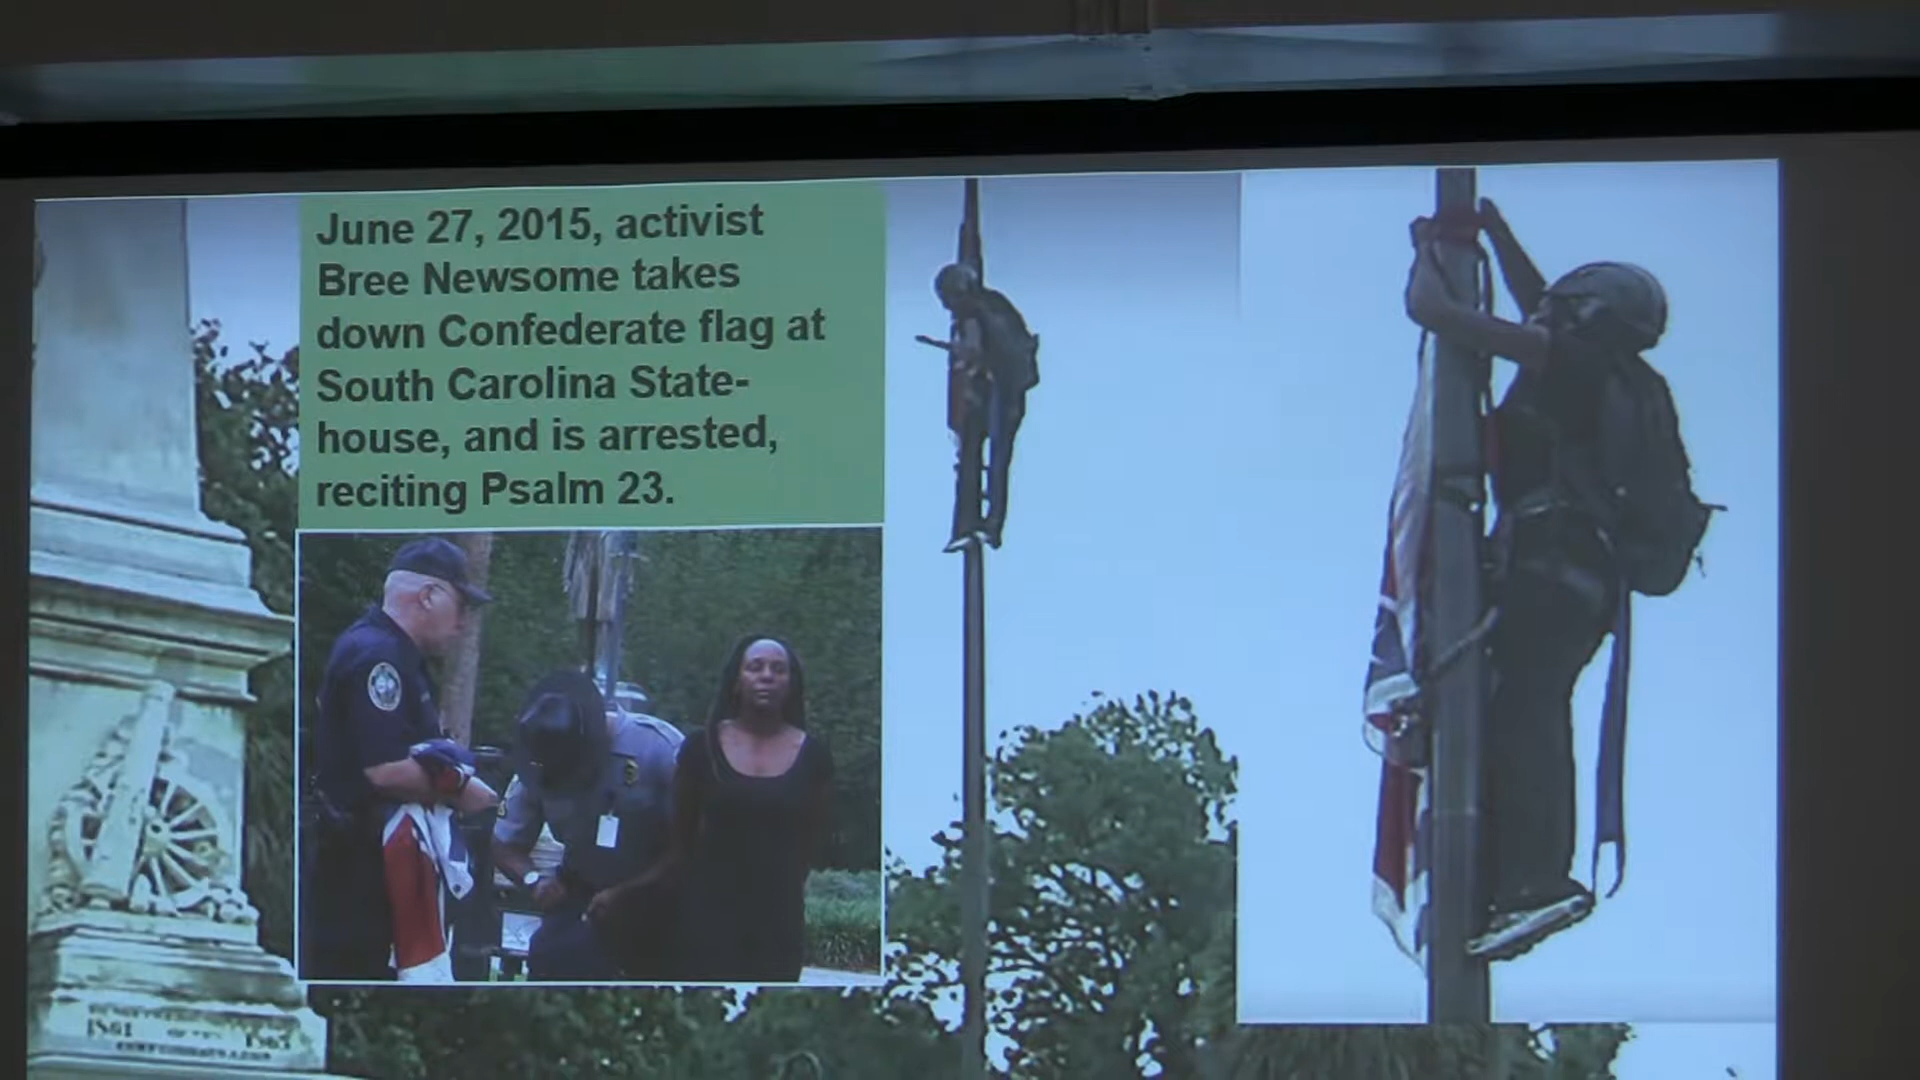 June 27, 2015, activist
Bree Newsome takes
down Confederate flag at
South Carolina State-
house, and is arrested,
reciting Psalm 23.
1861